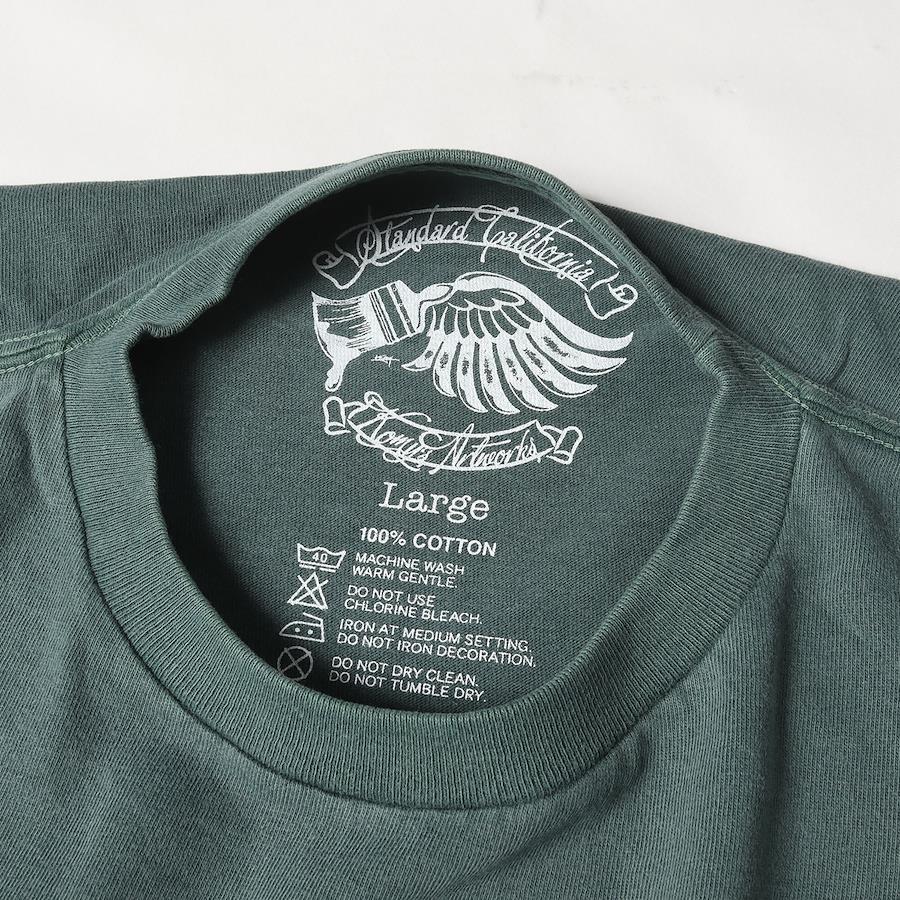 Standard California
Komy's Artworks
Large
100% COTTON
40
MACHINE WASH
WARM GENTLE.
DO NOT USE
CHLORINE BLEACH.
IRON AT MEDIUM SETTING.
DO NOT IRON DECORATION.
DO NOT DRY CLEAN.
DO NOT TUMBLE DRY.